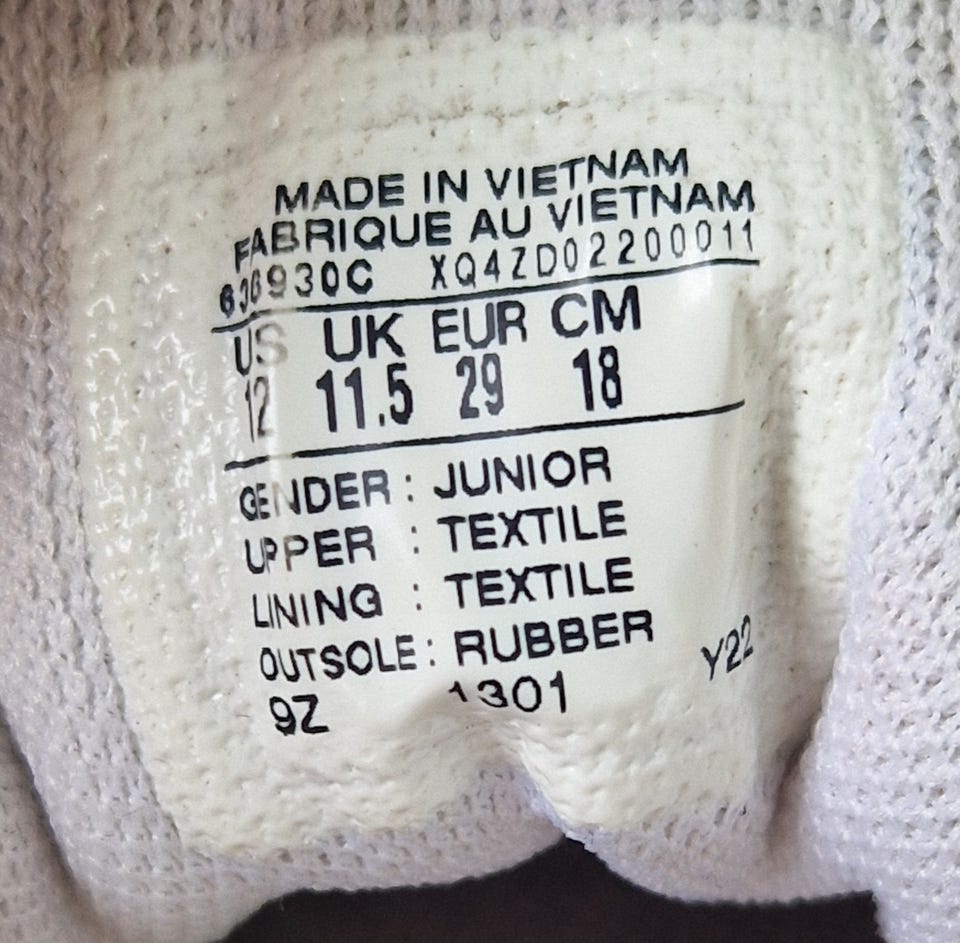 MADE IN VIETNAM
FABRIQUE AU VIETNAM
636930C XQ4ZD02200011
US UK EUR CM
12 11.5 29 18
GENDER : JUNIOR
UPPER : TEXTILE
LINING : TEXTILE
OUTSOLE : RUBBER
9Z 1301 Y22